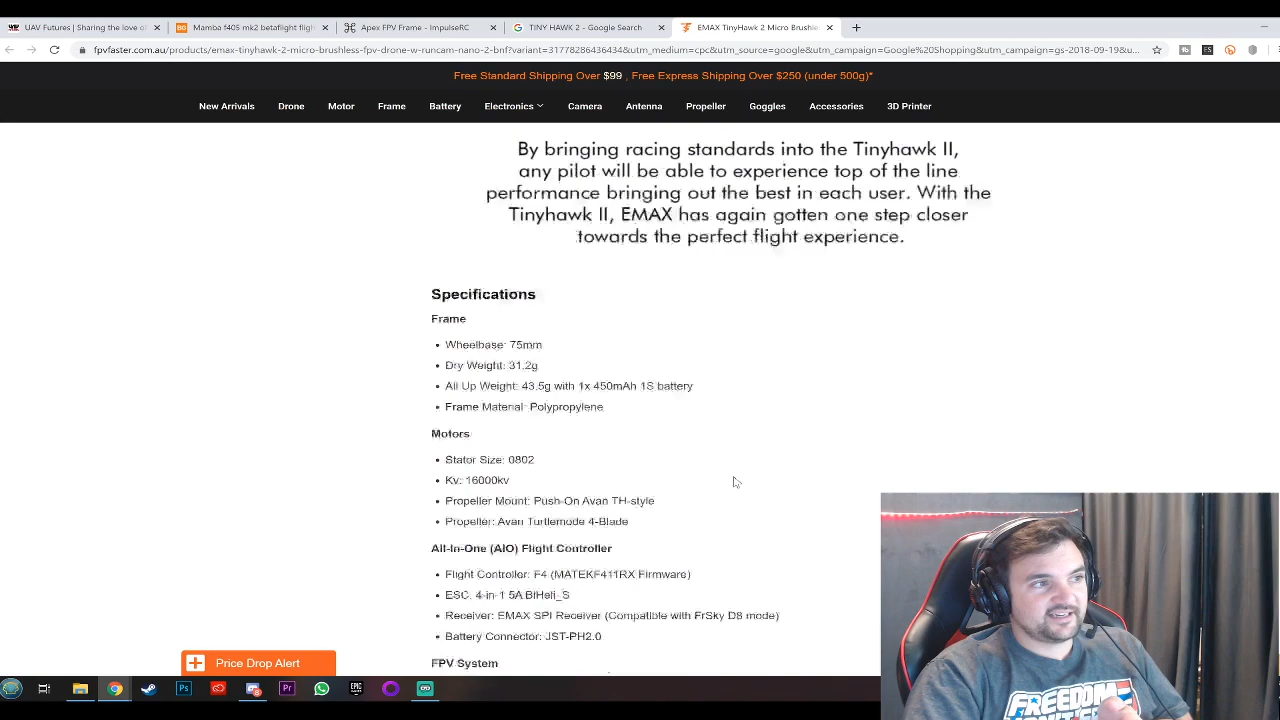 UAV Futures | Sharing the love o
Mamba f405 mk2 betaflight flig
Apex FPV Frame - ImpulseRC
TINY HAWK 2 - Google Search
EMAX TinyHawk 2 Micro Brushle
fpvfaster.com.au/products/emax-tinyhawk-2-micro-brushless-fpv-drone-w-runcam-nano-2-bnf?variant=31778286436434&utm_medium=cpc&utm_source=google&utm_campaign=Google%20Shopping&utm_campaign=gs-2018-09-19&u...
Free Standard Shipping Over $99 , Free Express Shipping Over $250 (under 500g)*
New Arrivals Drone Motor Frame Battery Electronics Camera Antenna Propeller Goggles Accessories 3D Printer
By bringing racing standards into the Tinyhawk II,
any pilot will be able to experience top of the line
performance bringing out the best in each user. With the
Tinyhawk II, EMAX has again gotten one step closer
towards the perfect flight experience.
Specifications
Frame
• Wheelbase: 75mm
• Dry Weight: 31.2g
• All Up Weight: 43.5g with 1x 450mAh 1S battery
• Frame Material: Polypropylene
Motors
• Stator Size: 0802
• Kv: 16000kv
• Propeller Mount: Push-On Avan TH-style
• Propeller: Avan Turtlemode 4-Blade
All-In-One (AIO) Flight Controller
• Flight Controller: F4 (MATEKF411RX Firmware)
• ESC: 4-in-1 5A BlHeli_S
• Receiver: EMAX SPI Receiver (Compatible with FrSky D8 mode)
• Battery Connector: JST-PH2.0
FPV System
Price Drop Alert
FREEDOM